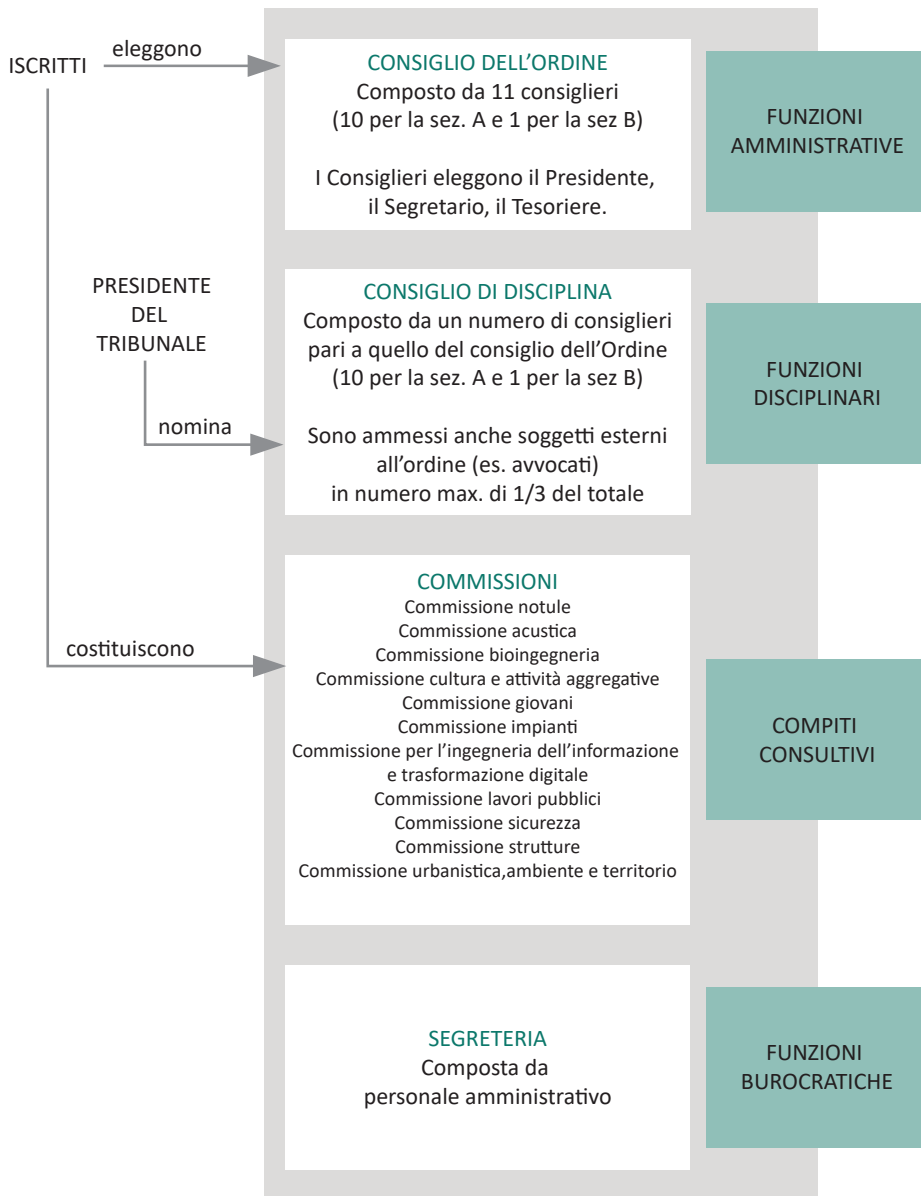 ISCRITTI
eleggono
CONSIGLIO DELL’ORDINE
Composto da 11 consiglieri
(10 per la sez. A e 1 per la sez B)
I Consiglieri eleggono il Presidente,
il Segretario, il Tesoriere.
FUNZIONI
AMMINISTRATIVE
PRESIDENTE
DEL
TRIBUNALE
nomina
CONSIGLIO DI DISCIPLINA
Composto da un numero di consiglieri
pari a quello del consiglio dell’Ordine
(10 per la sez. A e 1 per la sez B)
Sono ammessi anche soggetti esterni
all’ordine (es. avvocati)
in numero max. di 1/3 del totale
FUNZIONI
DISCIPLINARI
costituiscono
COMMISSIONI
Commissione notule
Commissione acustica
Commissione bioingegneria
Commissione cultura e attività aggregative
Commissione giovani
Commissione impianti
Commissione per l’ingegneria dell’informazione
e trasformazione digitale
Commissione lavori pubblici
Commissione sicurezza
Commissione strutture
Commissione urbanistica,ambiente e territorio
COMPITI
CONSULTIVI
SEGRETERIA
Composta da
personale amministrativo
FUNZIONI
BUROCRATICHE